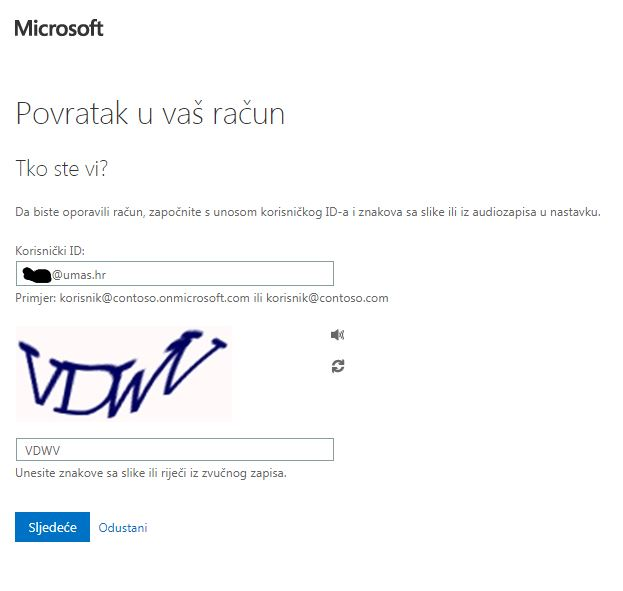 Microsoft
Povratak u vaš račun
Tko ste vi?
Da biste oporavili račun, započnite s unosom korisničkog ID-a i znakova sa slike ili iz audiozapisa u nastavku.
Korisnički ID:
@umas.hr
Primjer: korisnik@contoso.onmicrosoft.com ili korisnik@contoso.com
VDWV
Unesite znakove sa slike ili riječi iz zvučnog zapisa.
Sljedeće Odustani